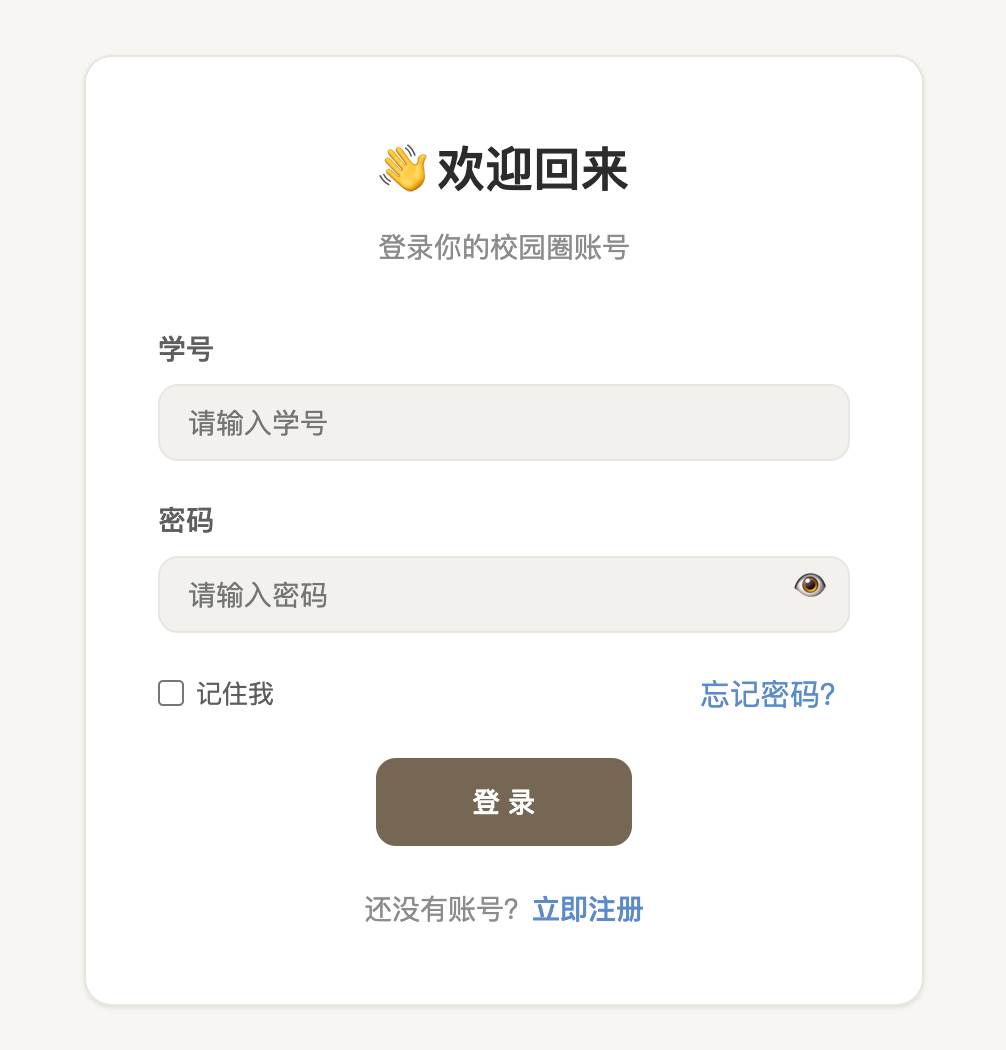 👋 欢迎回来
登录你的校园圈账号
学号
请输入学号
密码
请输入密码
记住我 忘记密码?
登 录
还没有账号? 立即注册